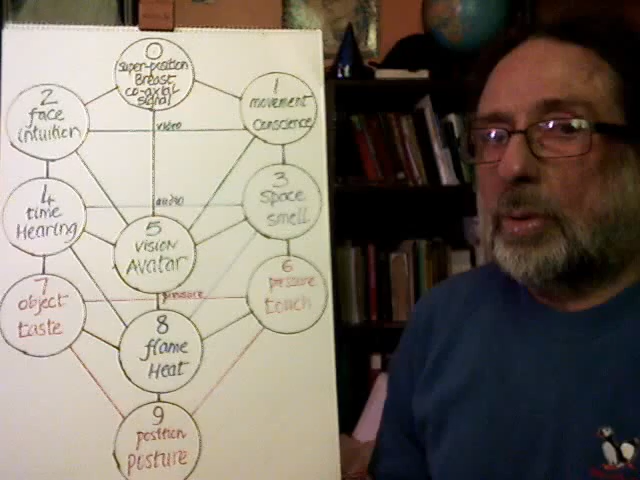 0
super-position
Breast
co-axial
signal
1
movement
Conscience
2
face
intuition
video
3
space
smell
4
time
Hearing
audio
5
vision
AVATAR
6
pressure
touch
7
object
taste
pressure
8
flame
Heat
9
position
posture